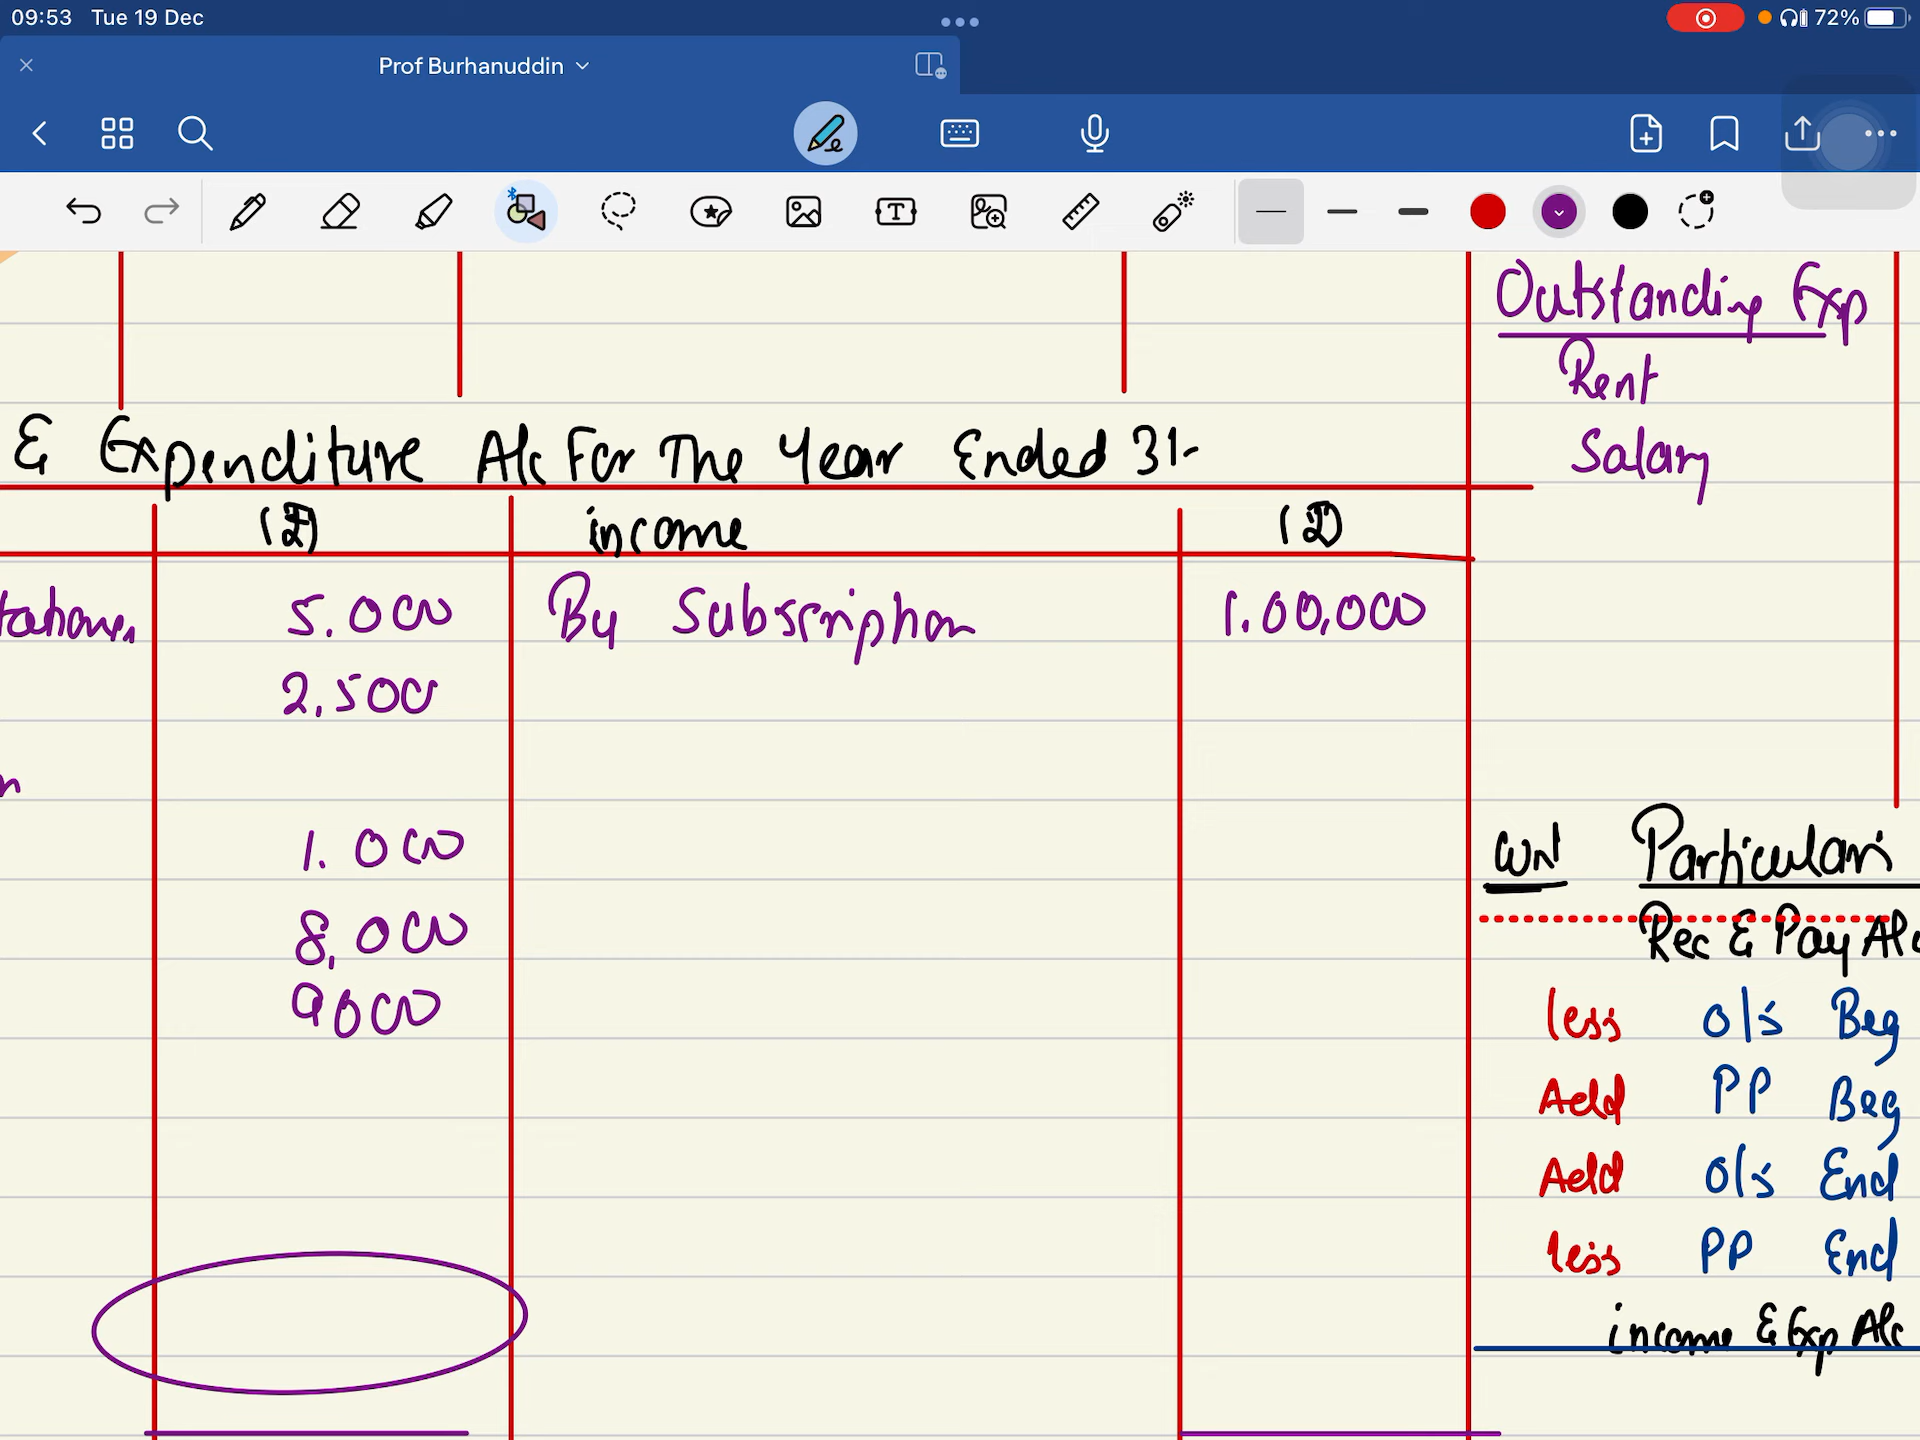 09:53 Tue 19 Dec 72%
Prof Burhanuddin
Outstanding Exp
Rent
Salary
& Expenditure A/c For The Year Ended 31-
(₹) income (₹)
5,000 By Subscription 1,00,000
2,500
1,000
8,000
9000
WN Particulars
Rec & Pay A/c
less O/s Beg
Add PP Beg
Add O/s End
less PP End
income & Exp A/c